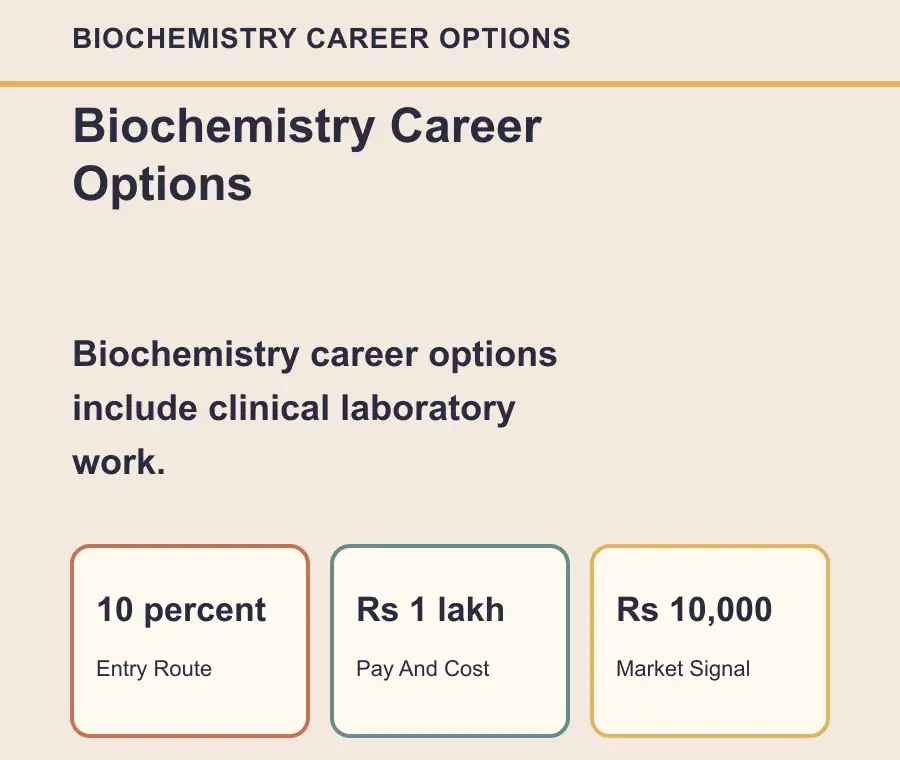 BIOCHEMISTRY CAREER OPTIONS
Biochemistry Career
Options
Biochemistry career options
include clinical laboratory
work.
10 percent
Entry Route
Rs 1 lakh
Pay And Cost
Rs 10,000
Market Signal